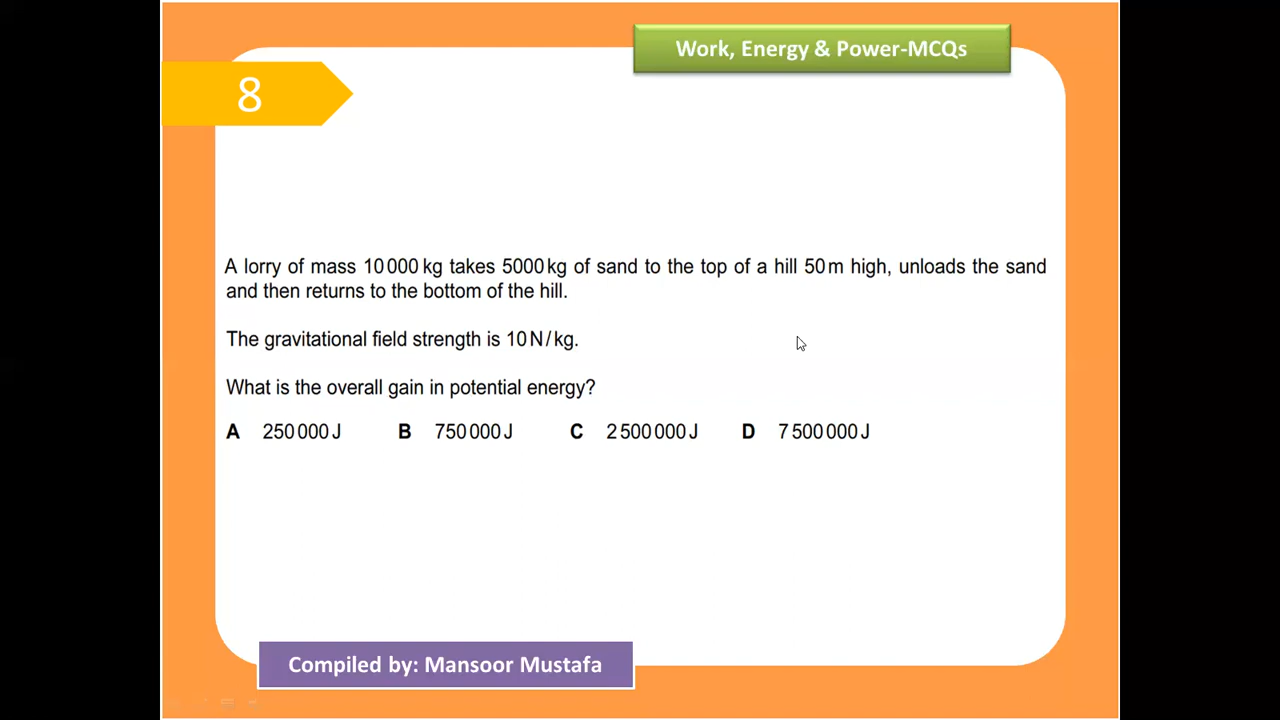 Work, Energy & Power-MCQs
8
A lorry of mass 10 000 kg takes 5000 kg of sand to the top of a hill 50 m high, unloads the sand
and then returns to the bottom of the hill.
The gravitational field strength is 10 N / kg.
What is the overall gain in potential energy?
A 250 000 J B 750 000 J C 2 500 000 J D 7 500 000 J
Compiled by: Mansoor Mustafa